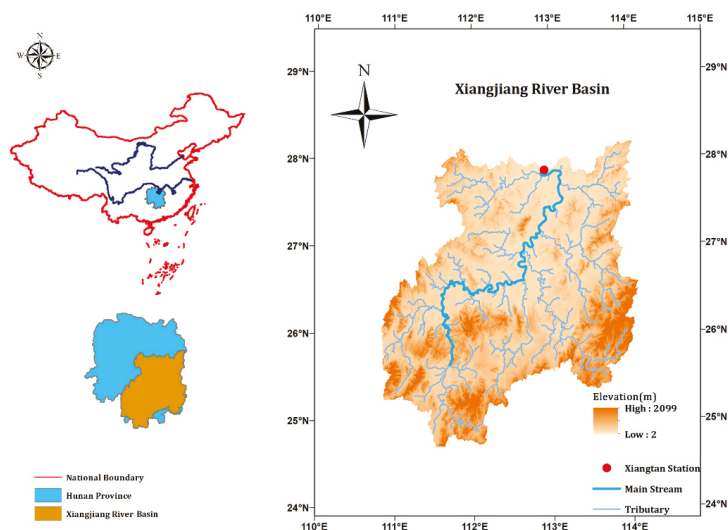 N
W
E
S
National Boundary
Hunan Province
Xiangjiang River Basin
110°E
111°E
112°E
113°E
114°E
29°N
28°N
27°N
26°N
25°N
24°N
29°N
28°N
27°N
26°N
25°N
24°N
N
Xiangjiang River Basin
Elevation(m)
High : 2099
Low : 2
Xiangtan Station
Main Stream
Tributary
110°E
111°E
112°E
113°E
114°E